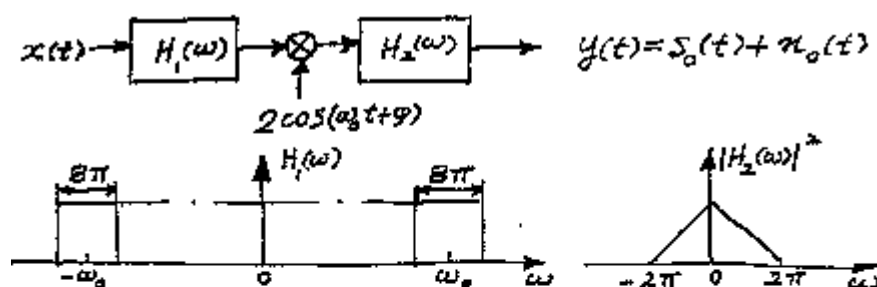 x(t) H₁(ω) ⊗ H₂(ω) y(t)=s₀(t)+n₀(t)
2cos(ω₀t+φ)
8π H₁(ω) 8π |H₂(ω)|²
-ω₀ 0 ω₀ ω -2π 0 2π ω